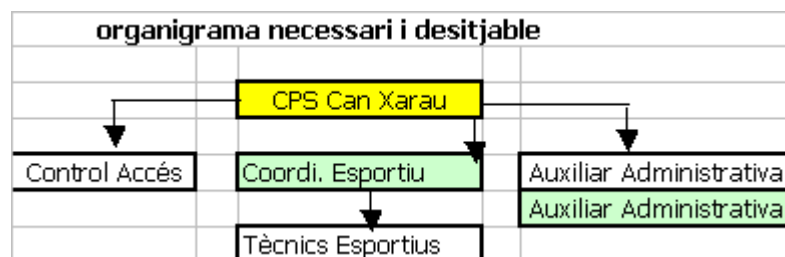 organigrama necessari i desitjable
CPS Can Xarau
Control Accés
Coordi. Esportiu
Auxiliar Administrativa
Auxiliar Administrativa
Tècnics Esportius